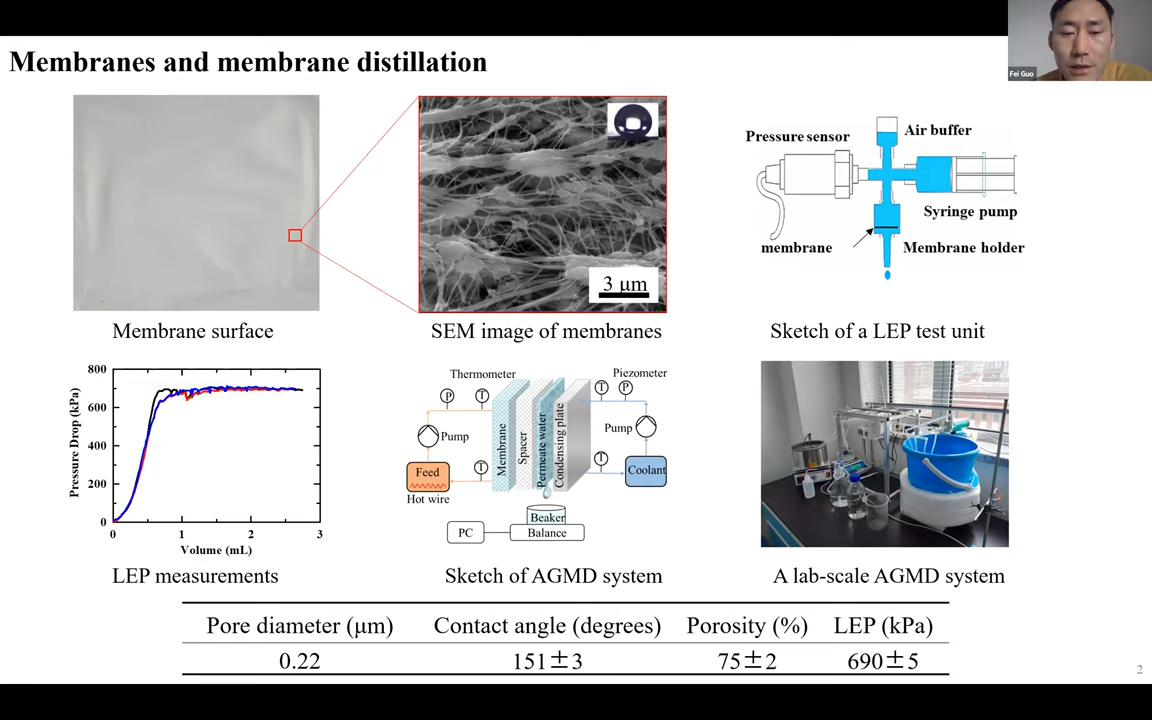 Membranes and membrane distillation
Fei Guo
3 μm
Pressure sensor
Air buffer
Syringe pump
membrane
Membrane holder
Membrane surface
SEM image of membranes
Sketch of a LEP test unit
800
600
400
200
0
Pressure Drop (kPa)
0 1 2 3
Volume (mL)
Thermometer
Piezometer
P T T P
Pump
Pump
Membrane
Spacer
Permeate water
Condensing plate
T T
Feed
Coolant
Hot wire
Beaker
PC
Balance
LEP measurements
Sketch of AGMD system
A lab-scale AGMD system
Pore diameter (μm) Contact angle (degrees) Porosity (%) LEP (kPa)
0.22 151±3 75±2 690±5
2